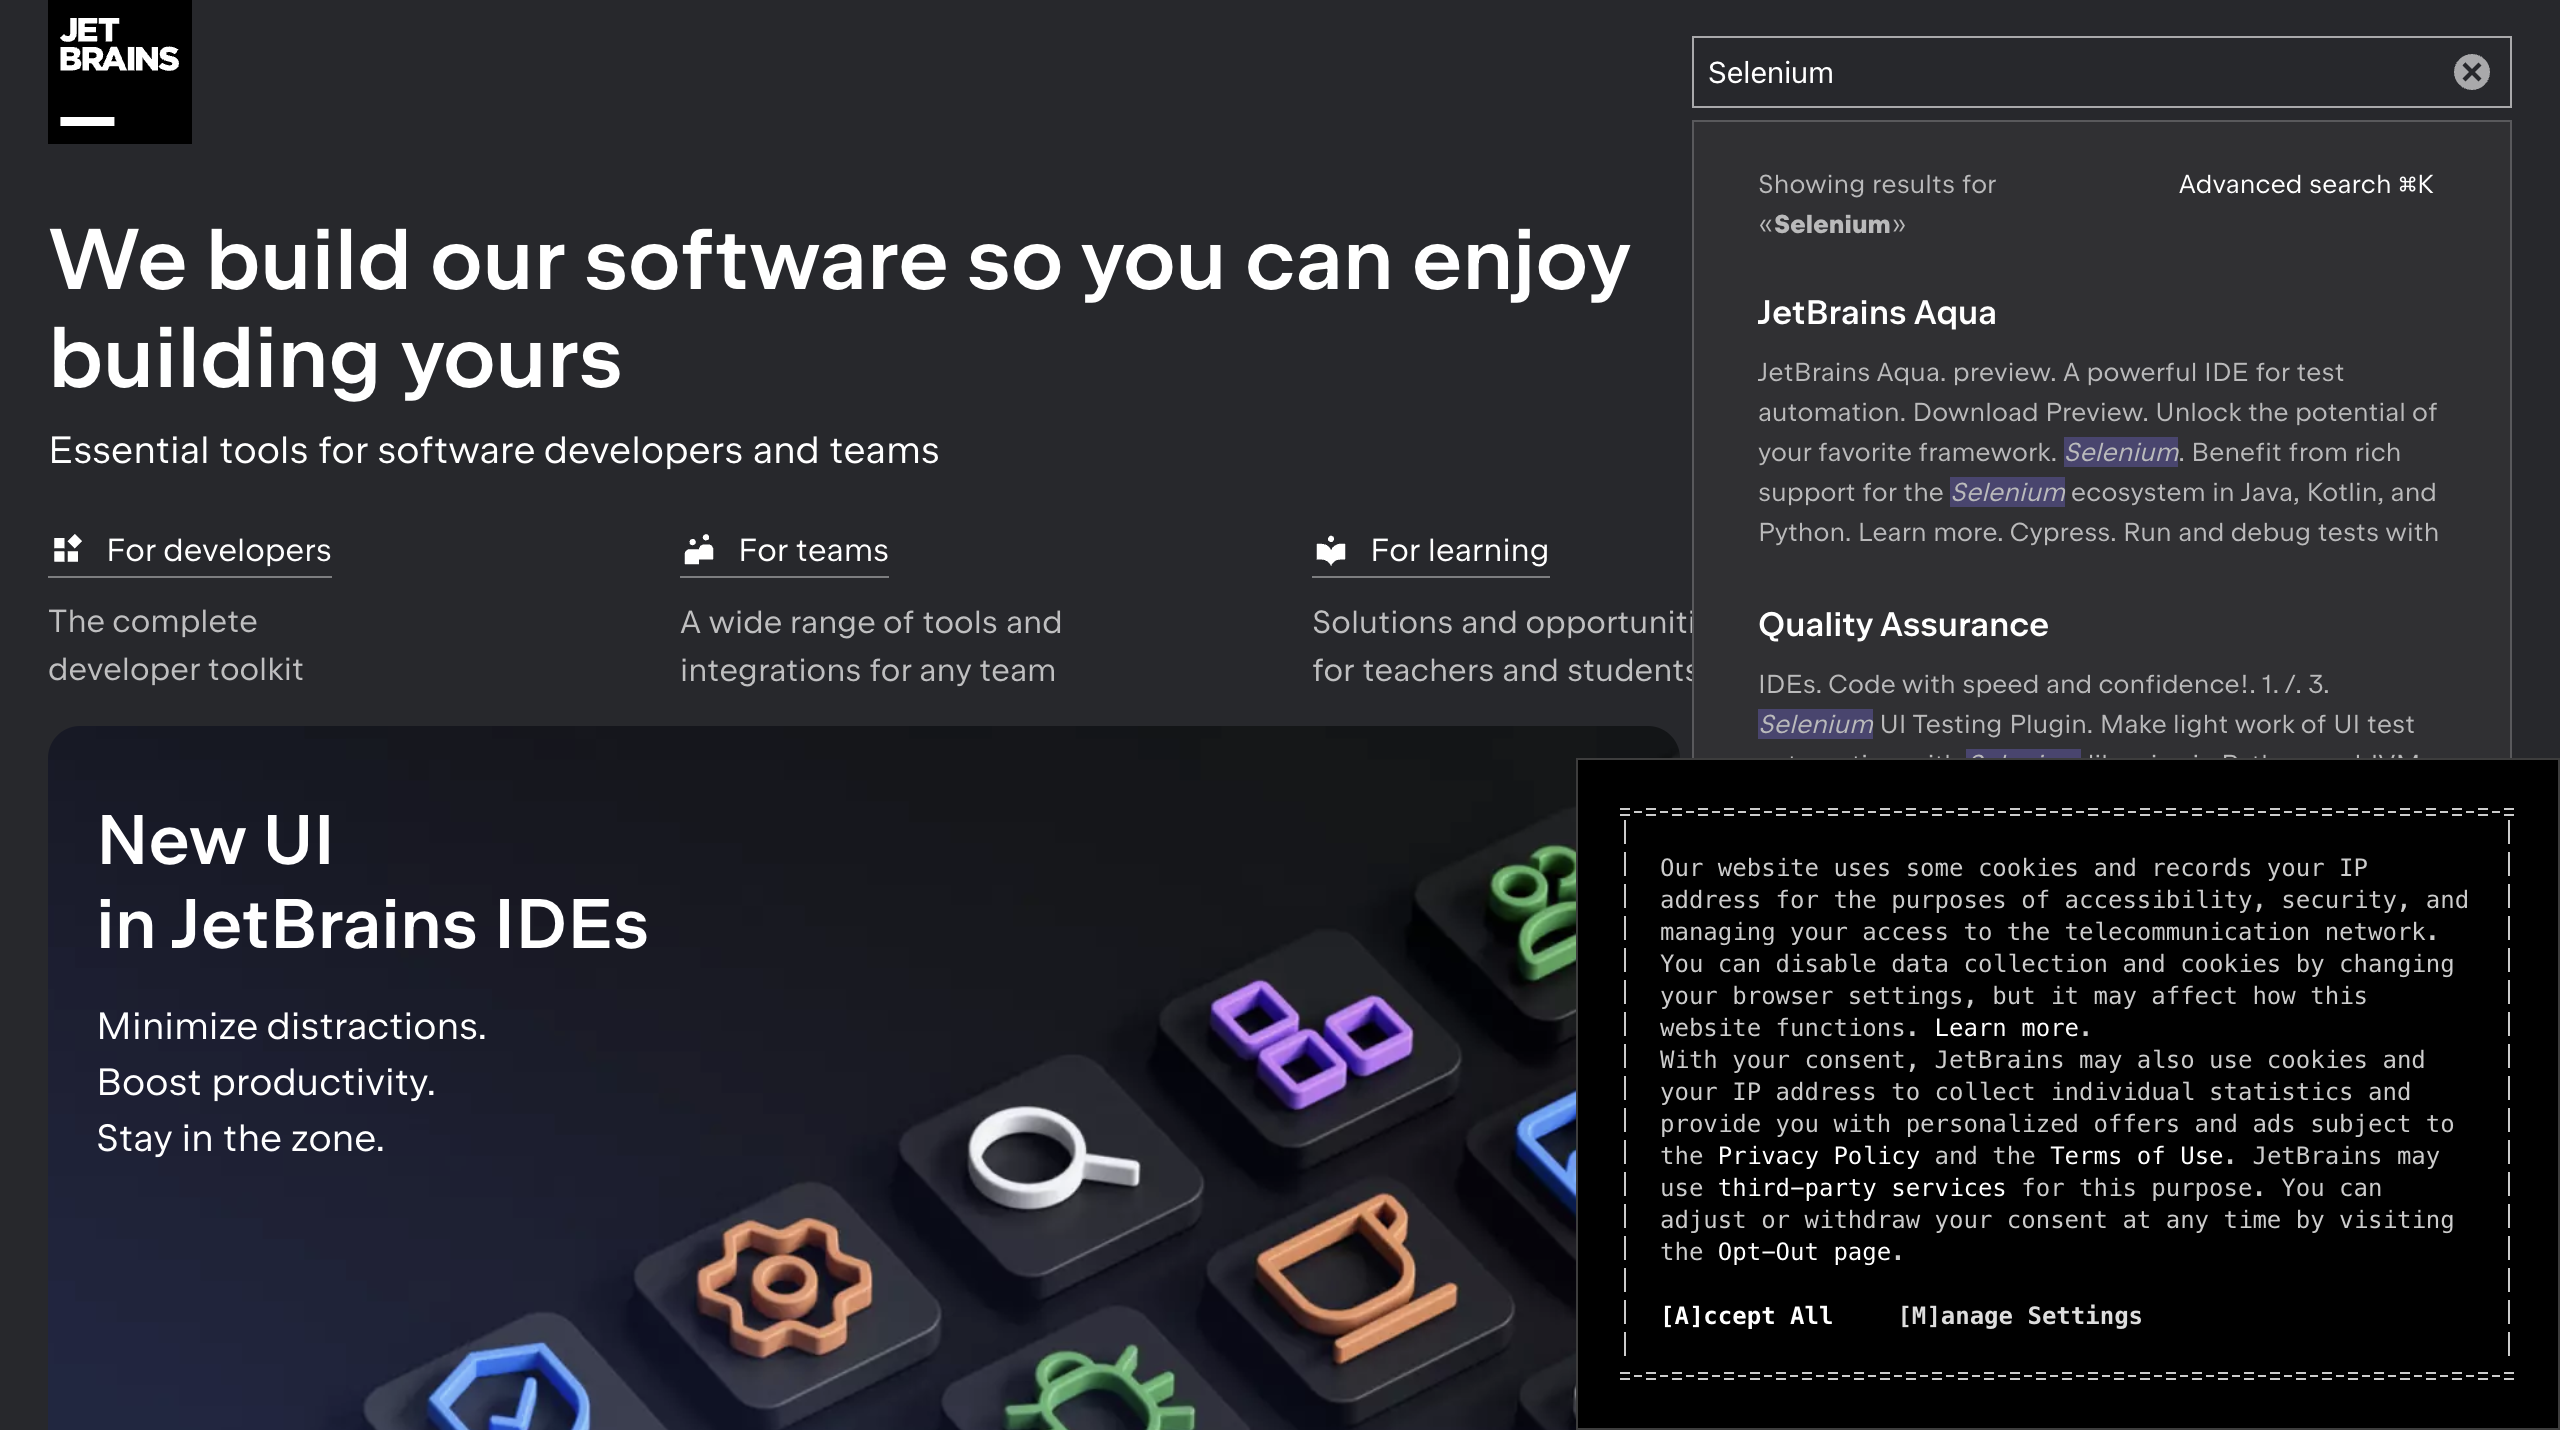 JET
BRAINS
Selenium
Showing results for
«Selenium»
Advanced search ⌘K
We build our software so you can enjoy
building yours
Essential tools for software developers and teams
For developers
The complete
developer toolkit
For teams
A wide range of tools and
integrations for any team
For learning
Solutions and opportuniti
for teachers and students
JetBrains Aqua
JetBrains Aqua. preview. A powerful IDE for test
automation. Download Preview. Unlock the potential of
your favorite framework. Selenium. Benefit from rich
support for the Selenium ecosystem in Java, Kotlin, and
Python. Learn more. Cypress. Run and debug tests with
Quality Assurance
IDEs. Code with speed and confidence!. 1. /. 3.
Selenium UI Testing Plugin. Make light work of UI test
New UI
in JetBrains IDEs
Minimize distractions.
Boost productivity.
Stay in the zone.
Our website uses some cookies and records your IP
address for the purposes of accessibility, security, and
managing your access to the telecommunication network.
You can disable data collection and cookies by changing
your browser settings, but it may affect how this
website functions. Learn more.
With your consent, JetBrains may also use cookies and
your IP address to collect individual statistics and
provide you with personalized offers and ads subject to
the Privacy Policy and the Terms of Use. JetBrains may
use third-party services for this purpose. You can
adjust or withdraw your consent at any time by visiting
the Opt-Out page.
[A]ccept All
[M]anage Settings